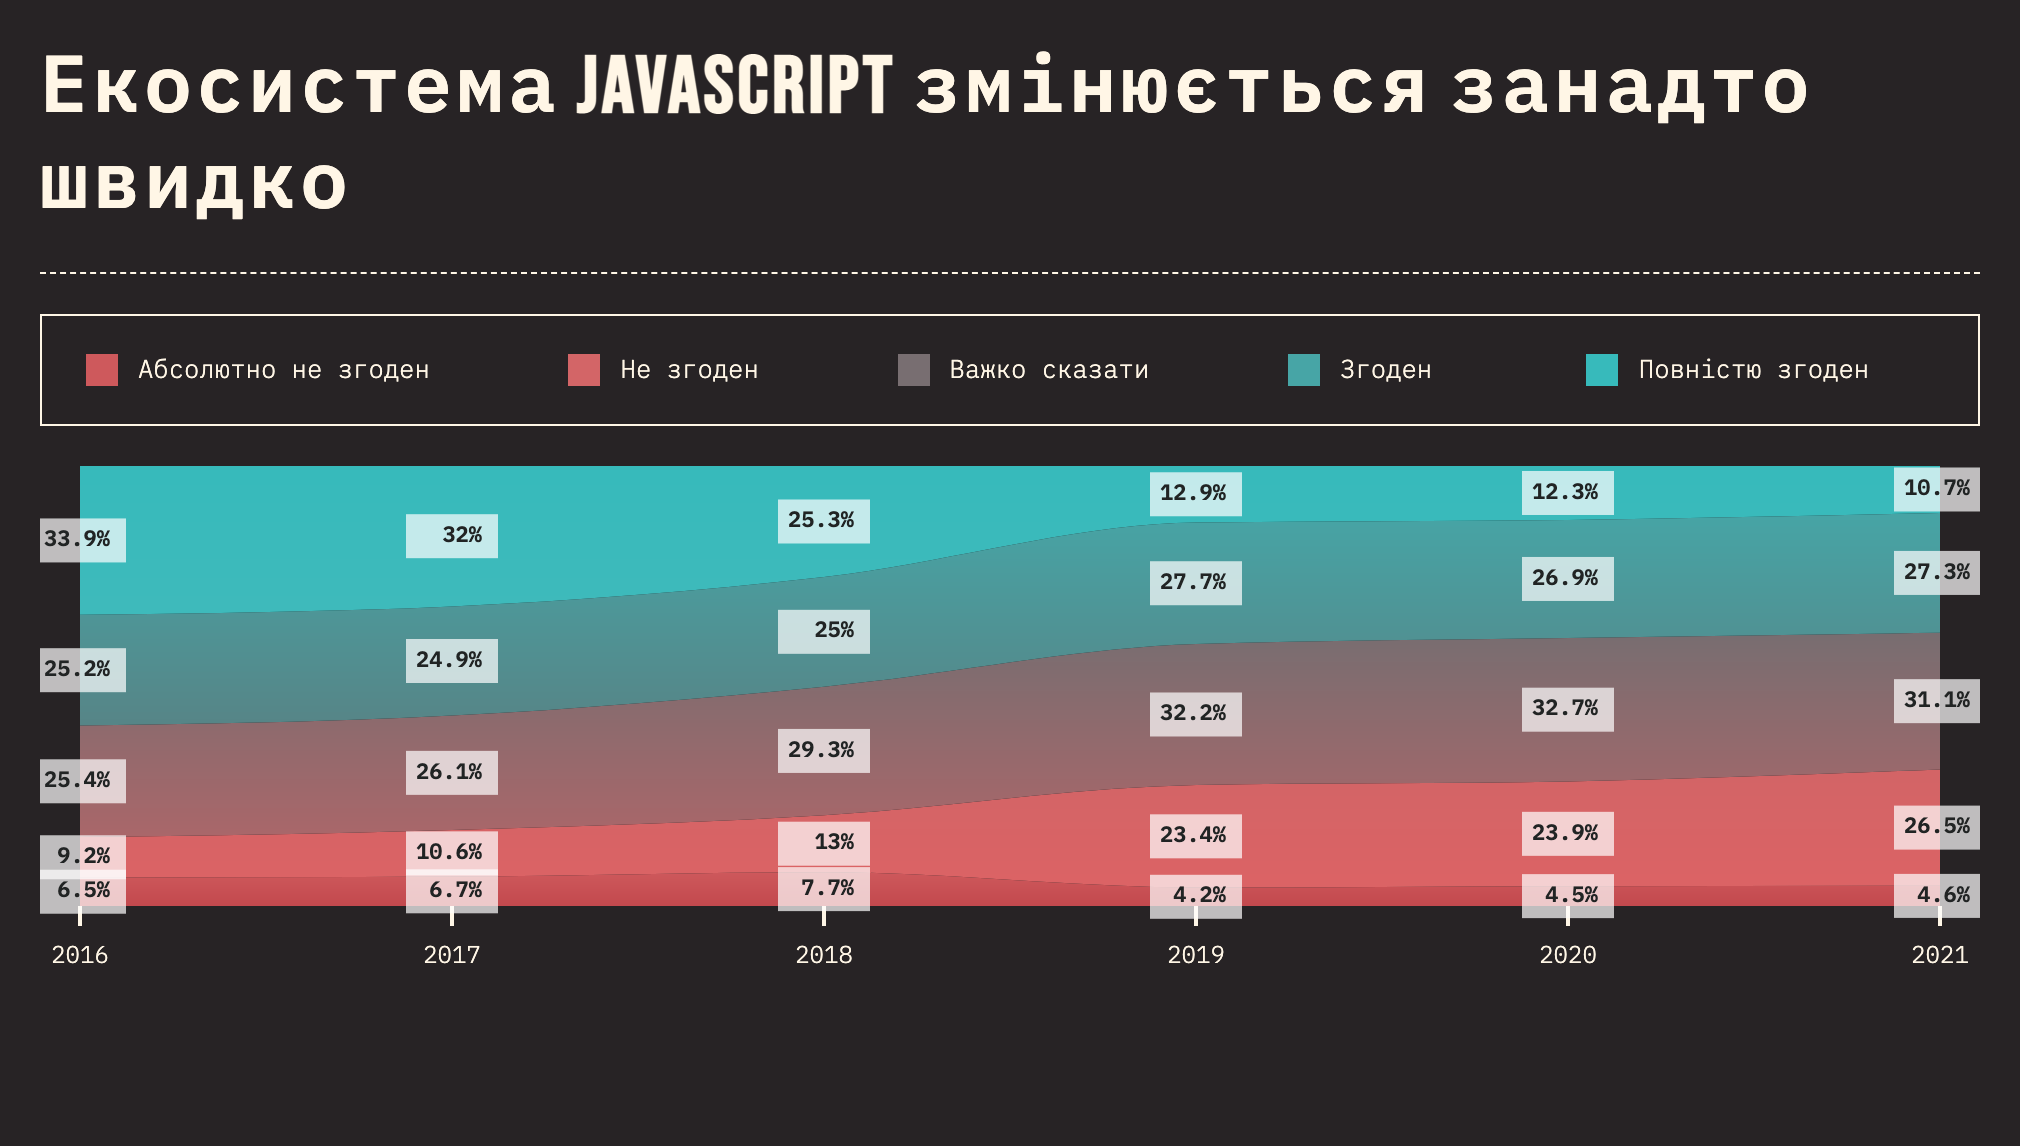 Екосистема JAVASCRIPT змінюється занадто
швидко
Абсолютно не згоден Не згоден Важко сказати Згоден Повністю згоден
33.9% 32% 25.3% 12.9% 12.3% 10.7%
25.2% 24.9% 25% 27.7% 26.9% 27.3%
25.4% 26.1% 29.3% 32.2% 32.7% 31.1%
9.2% 10.6% 13% 23.4% 23.9% 26.5%
6.5% 6.7% 7.7% 4.2% 4.5% 4.6%
2016 2017 2018 2019 2020 2021